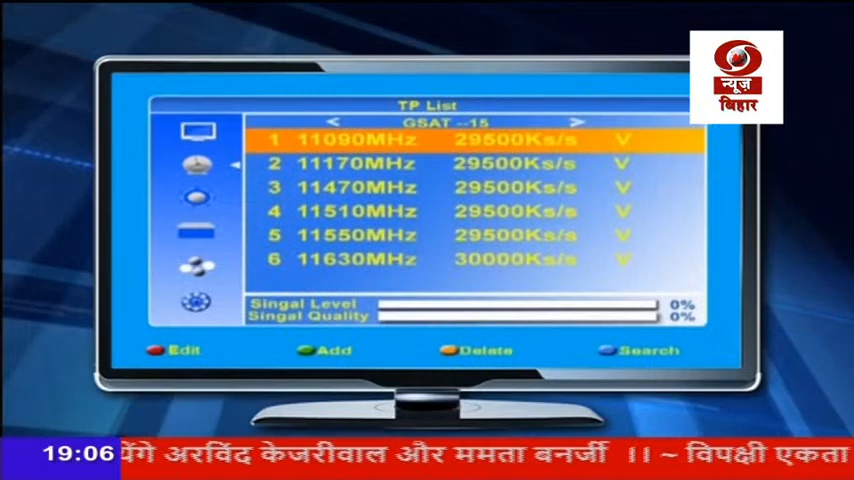 न्यूज़
बिहार
TP List
< GSAT --15 >
1 11090MHz 29500Ks/s V
2 11170MHz 29500Ks/s V
3 11470MHz 29500Ks/s V
4 11510MHz 29500Ks/s V
5 11550MHz 29500Ks/s V
6 11630MHz 30000Ks/s V
Singal Level 0%
Singal Quality 0%
Edit Add Delete Search
19:06 येंगे अरविंद केजरीवाल और ममता बनर्जी ।। ~ विपक्षी एकता